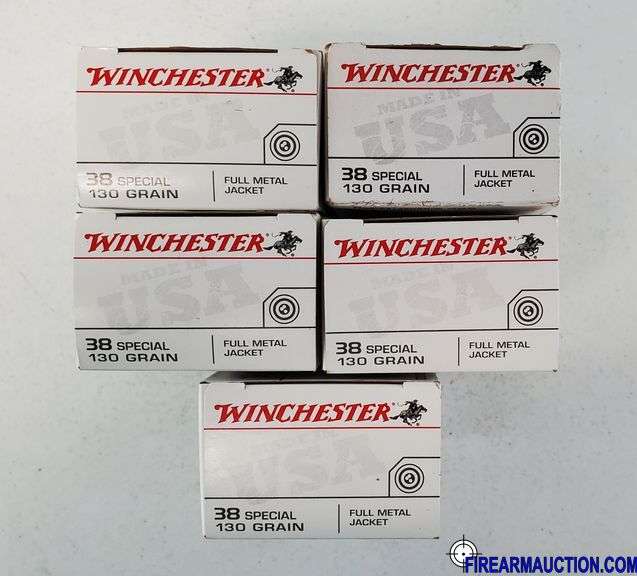 WINCHESTER
MADE IN
USA
38 SPECIAL
130 GRAIN
FULL METAL
JACKET
WINCHESTER
MADE IN
USA
38 SPECIAL
130 GRAIN
FULL METAL
JACKET
WINCHESTER
MADE IN
USA
38 SPECIAL
130 GRAIN
FULL METAL
JACKET
WINCHESTER
MADE IN
USA
38 SPECIAL
130 GRAIN
FULL METAL
JACKET
WINCHESTER
MADE IN
USA
38 SPECIAL
130 GRAIN
FULL METAL
JACKET
FIREARMAUCTION.COM